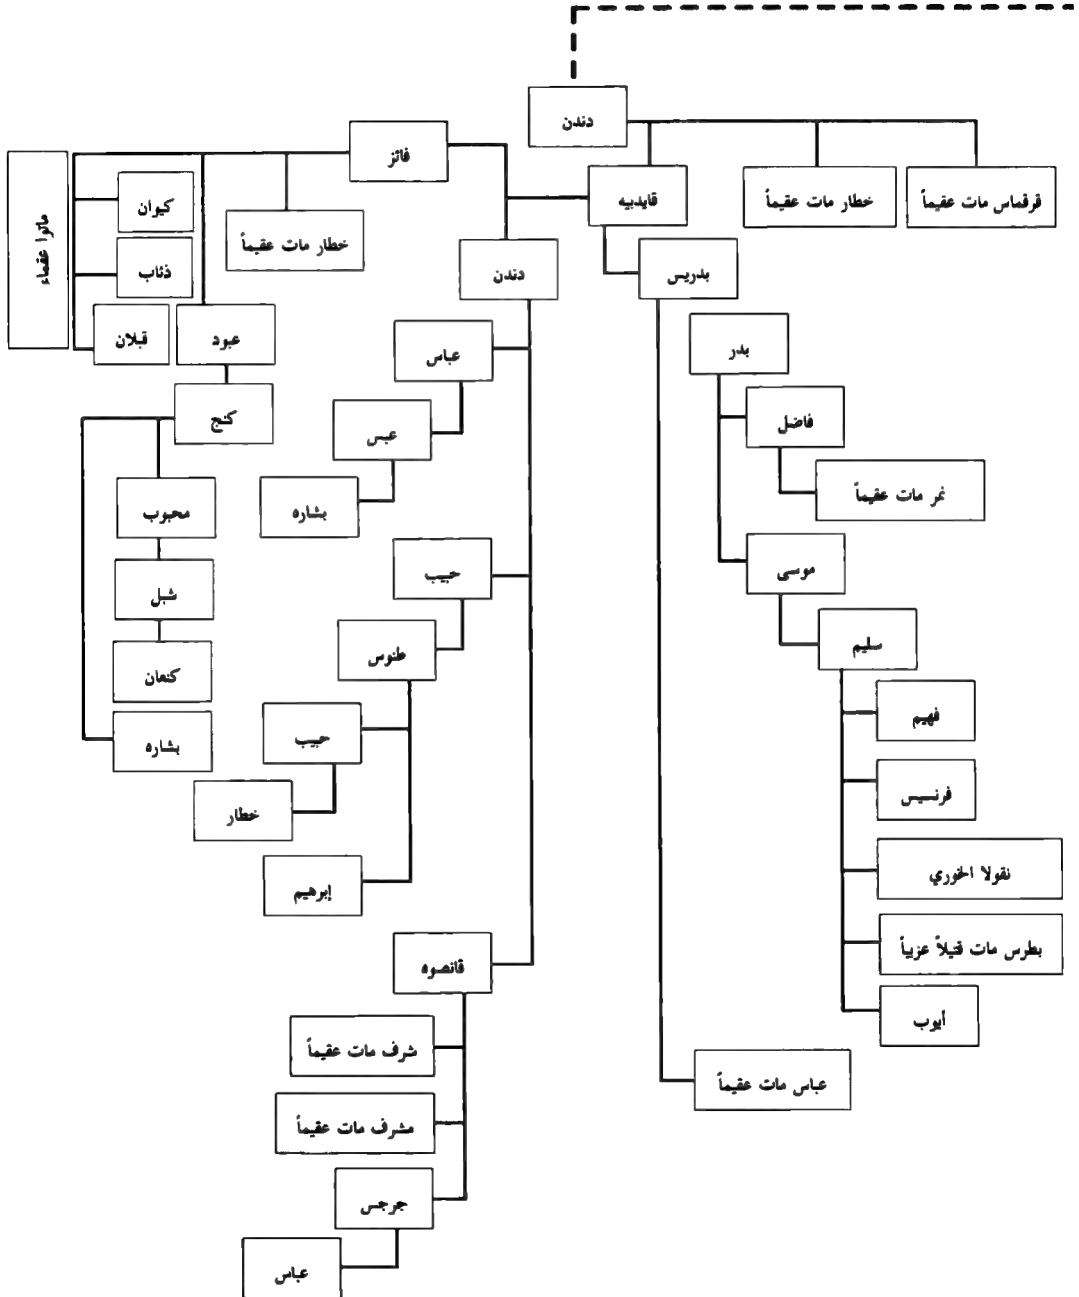 دندن
قرقماس مات عقيماً
خطار مات عقيماً
قايدبيه
فائز
بدريس
دندن
خطار مات عقيماً
كيوان
ذئاب
قبلان
ماتوا عقماء
عبود
كنج
محبوب
شبل
كنعان
بشاره
عباس
عبس
بشاره
حبيب
طنوس
حبيب
خطار
إبرهيم
قانصوه
شرف مات عقيماً
مشرف مات عقيماً
جرجس
عباس
بدر
فاضل
نمر مات عقيماً
موسى
سليم
فهيم
فرنسيس
نقولا الخوري
بطرس مات قتيلاً عزبياً
أيوب
عباس مات عقيماً